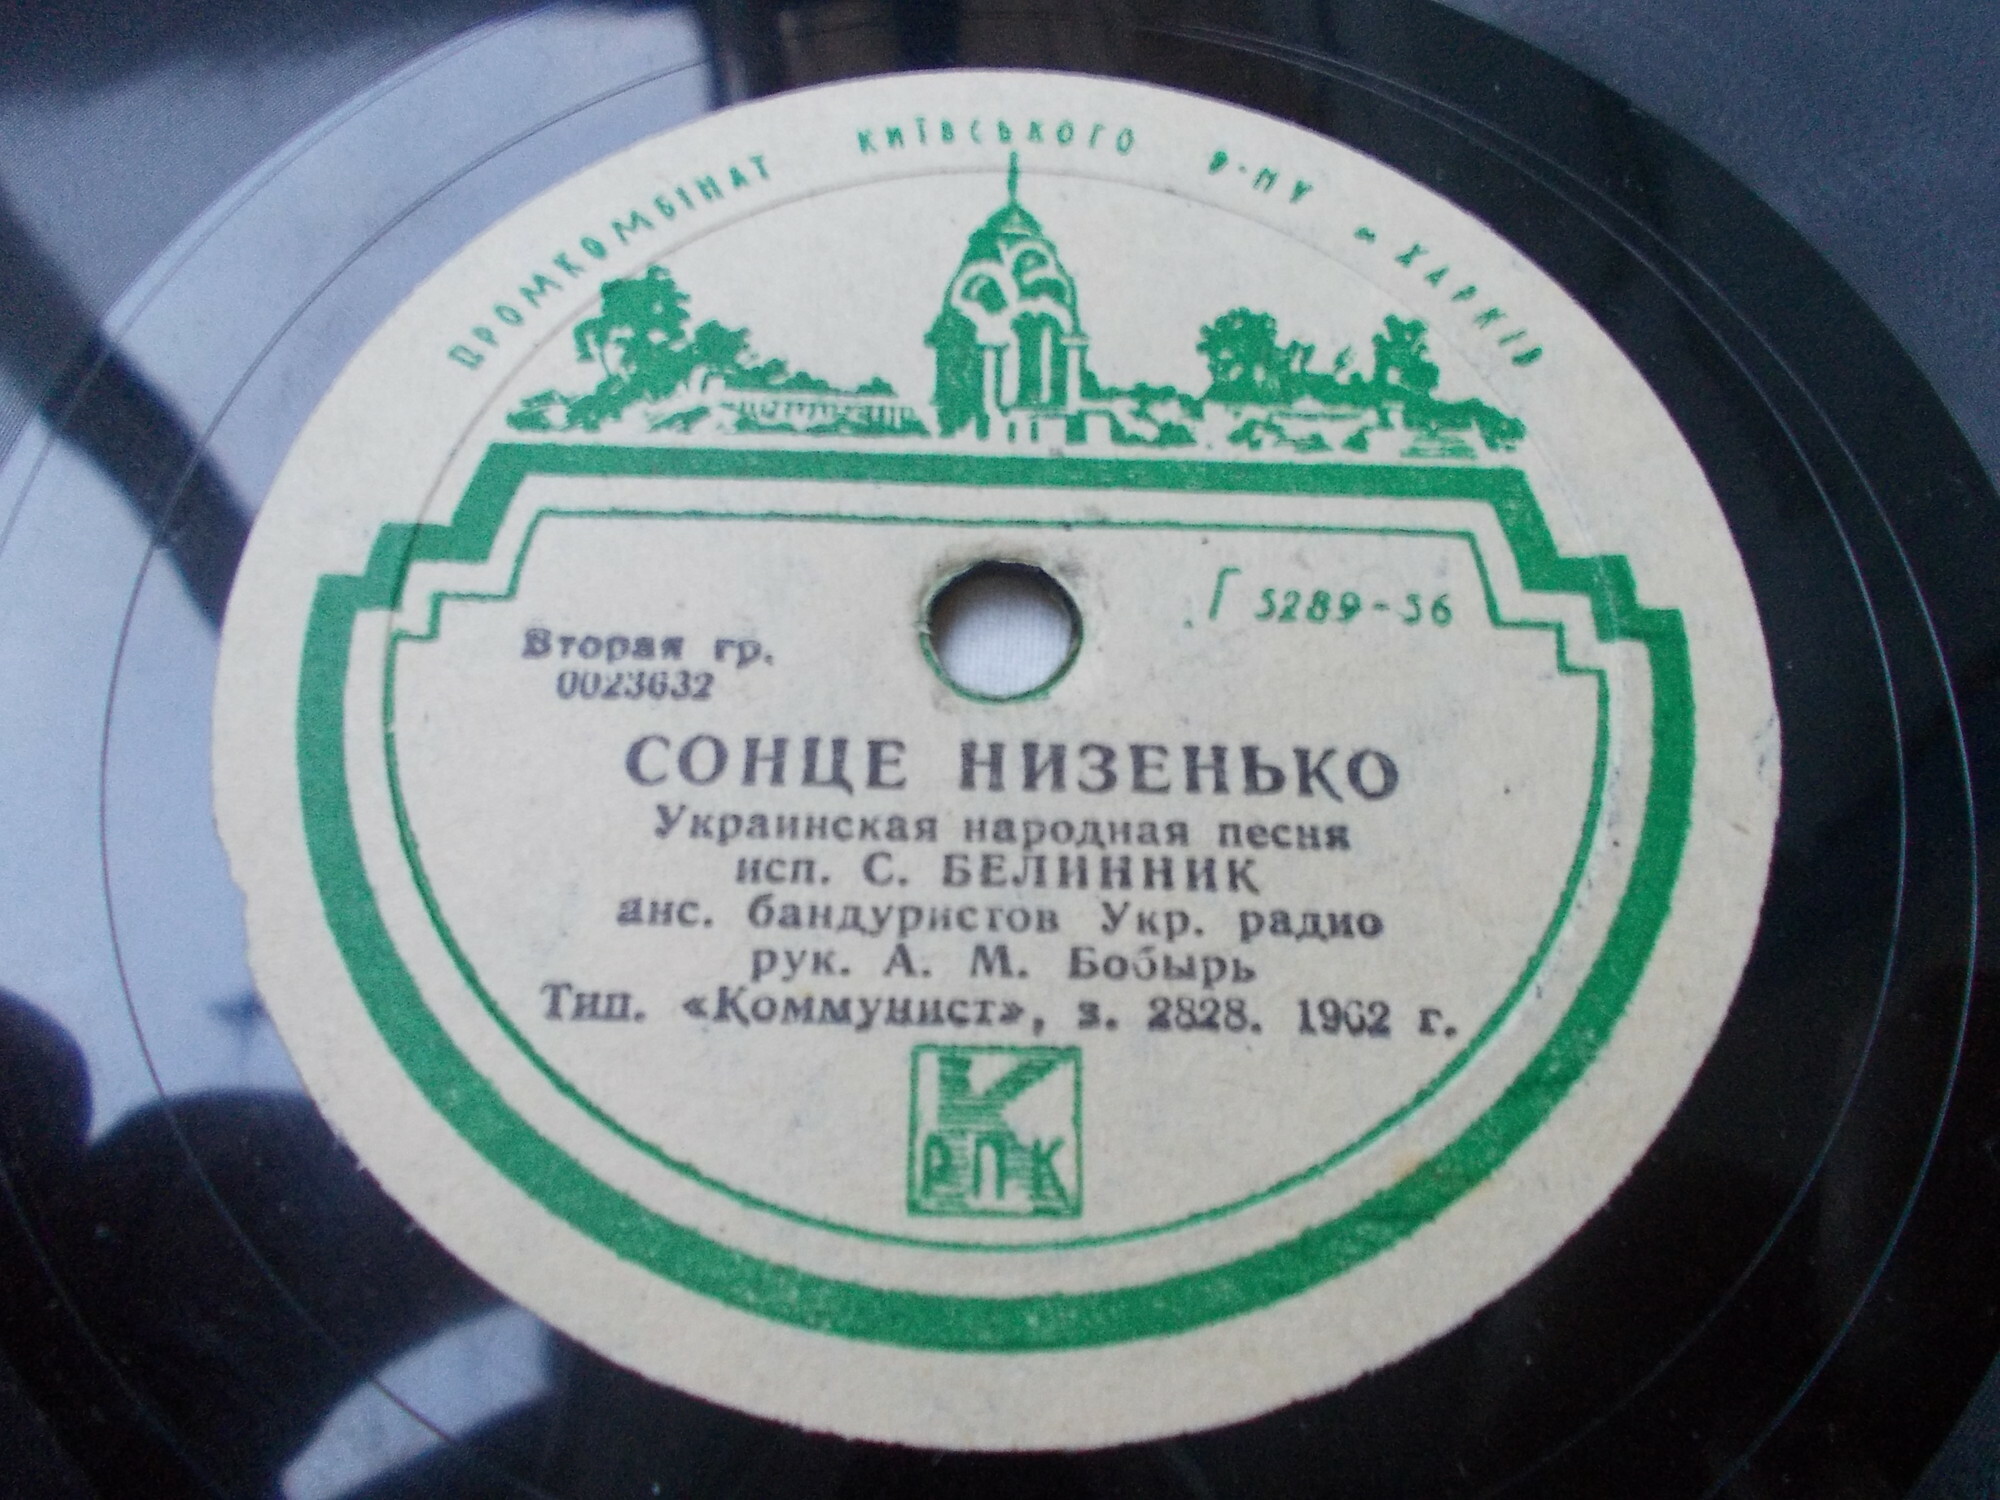 ПРОМКОМБІНАТ КИЇВСЬКОГО Р-НУ м ХАРКІВ
Г 5289-56
Вторая гр.
0023632
СОНЦЕ НИЗЕНЬКО
Украинская народная песня
исп. С. БЕЛИННИК
анс. бандуристов Укр. радио
рук. А. М. Бобырь
Тип. «Коммунист», з. 2828. 1962 г.
К
РПК